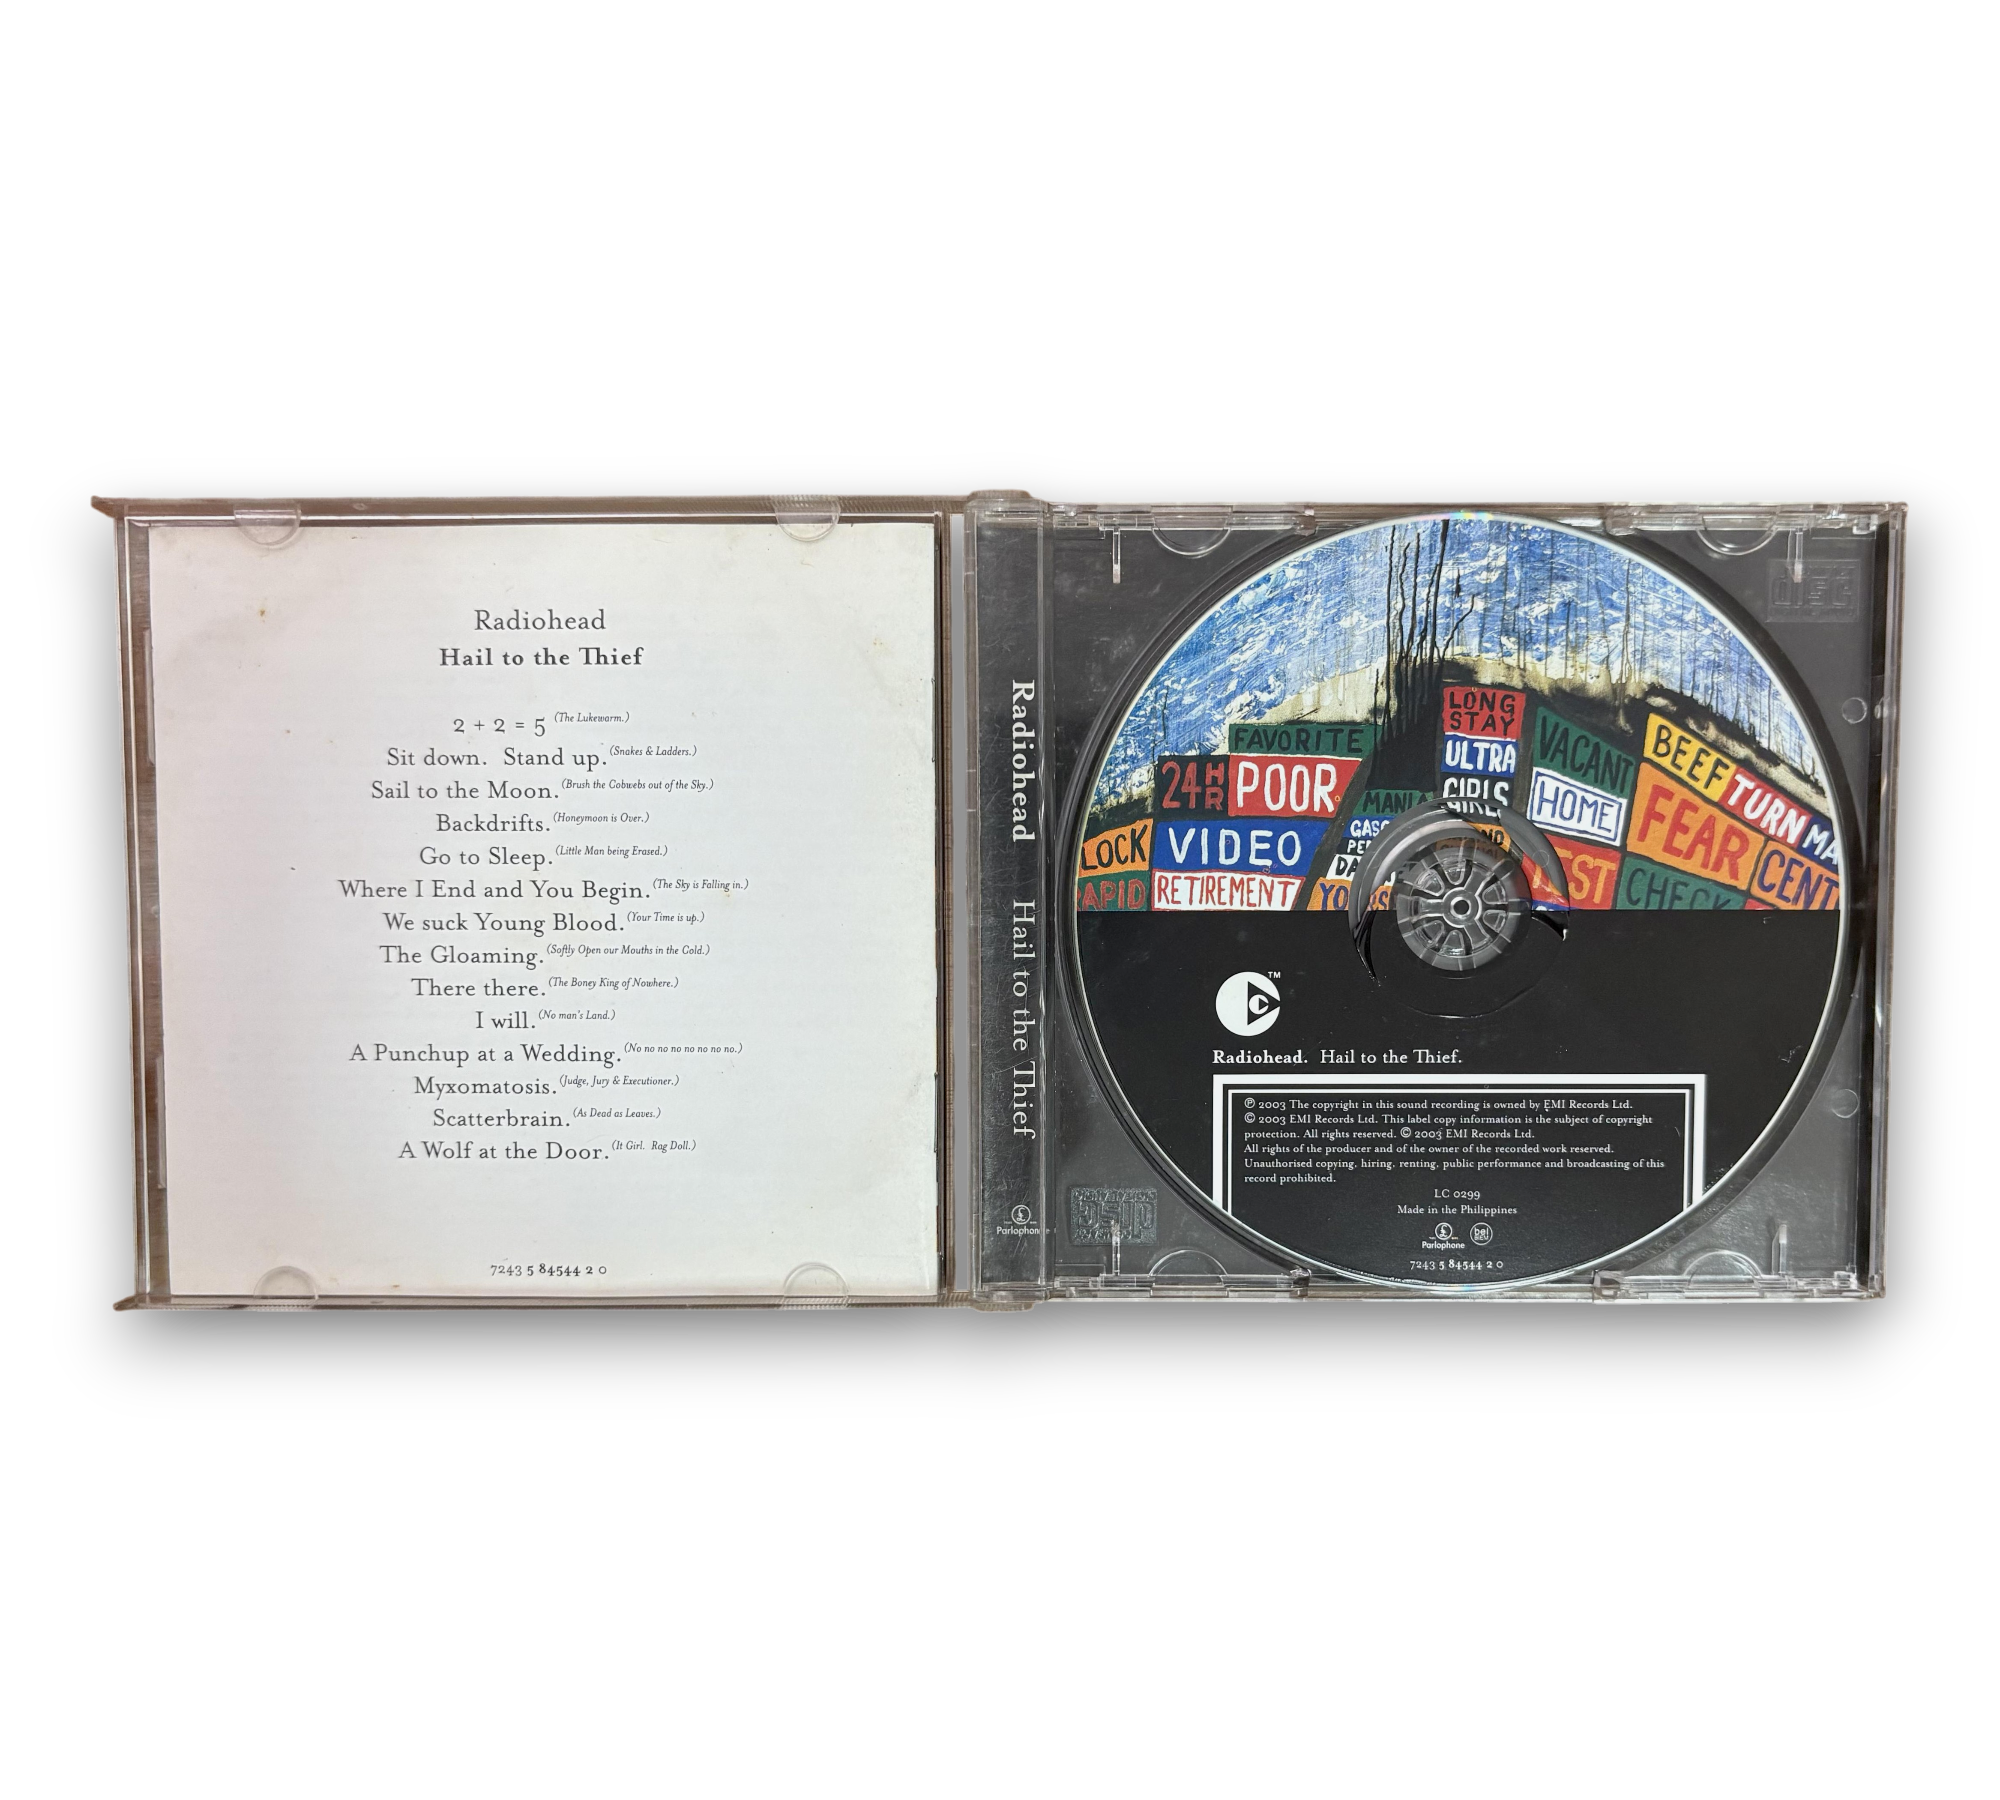 Radiohead
Hail to the Thief
2 + 2 = 5 (The Lukewarm.)
Sit down. Stand up. (Snakes & Ladders.)
Sail to the Moon. (Brush the Cobwebs out of the Sky.)
Backdrifts. (Honeymoon is Over.)
Go to Sleep. (Little Man being Erased.)
Where I End and You Begin. (The Sky is Falling in.)
We suck Young Blood. (Your Time is up.)
The Gloaming. (Softly Open our Mouths in the Cold.)
There there. (The Boney King of Nowhere.)
I will. (No man's Land.)
A Punchup at a Wedding. (No no no no no no no no.)
Myxomatosis. (Judge, Jury & Executioner.)
Scatterbrain. (As Dead as Leaves.)
A Wolf at the Door. (It Girl. Rag Doll.)
7243 5 84544 2 0
Radiohead Hail to the Thief
Parlophone
LONG
STAY
FAVORITE
ULTRA
VACANT
BEEF
TURN
24 HR
POOR
GIRLS
HOME
FEAR
LOCK
VIDEO
CHECK
RAPID
RETIREMENT
TM
Radiohead. Hail to the Thief.
℗ 2003 The copyright in this sound recording is owned by EMI Records Ltd.
© 2003 EMI Records Ltd. This label copy information is the subject of copyright
protection. All rights reserved. © 2003 EMI Records Ltd.
All rights of the producer and of the owner of the recorded work reserved.
Unauthorised copying, hiring, renting, public performance and broadcasting of this
record prohibited.
LC 0299
Made in the Philippines
Parlophone
7243 5 84544 2 0